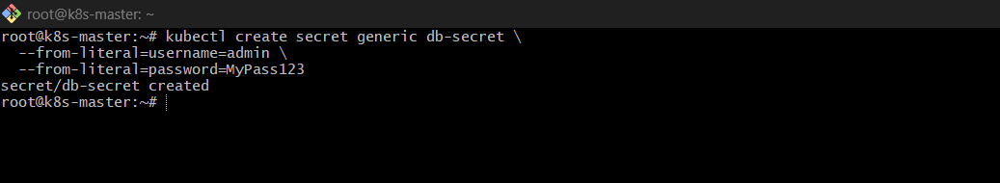 root@k8s-master: ~
root@k8s-master:~# kubectl create secret generic db-secret \
  --from-literal=username=admin \
  --from-literal=password=MyPass123
secret/db-secret created
root@k8s-master:~#